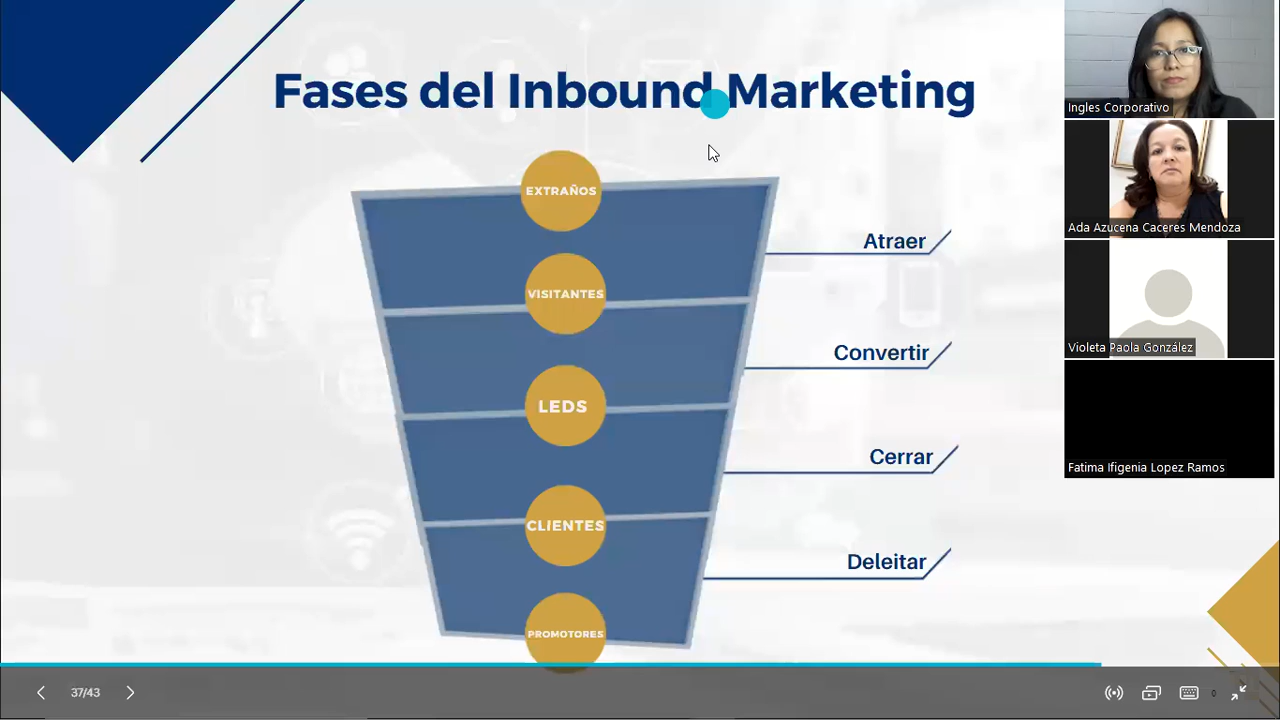 Fases del Inbound Marketing
EXTRAÑOS
Atraer
VISITANTES
Convertir
LEDS
Cerrar
CLIENTES
Deleitar
PROMOTORES
Ingles Corporativo
Ada Azucena Caceres Mendoza
Violeta Paola González
Fatima Ifigenia Lopez Ramos
37/43
0